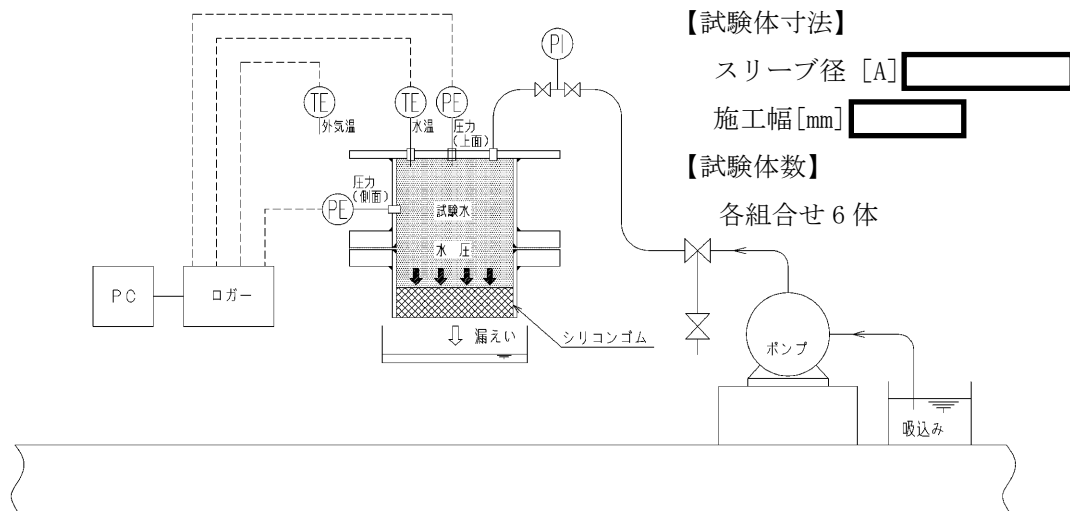 【試験体寸法】
スリーブ径 [A]
施工幅[mm]
【試験体数】
各組合せ6体
PI
TE
外気温
TE
水温
PE
圧力
(上面)
圧力
(側面)
PE
試験水
水 圧
PC
ロガー
漏えい
シリコンゴム
ポンプ
吸込み